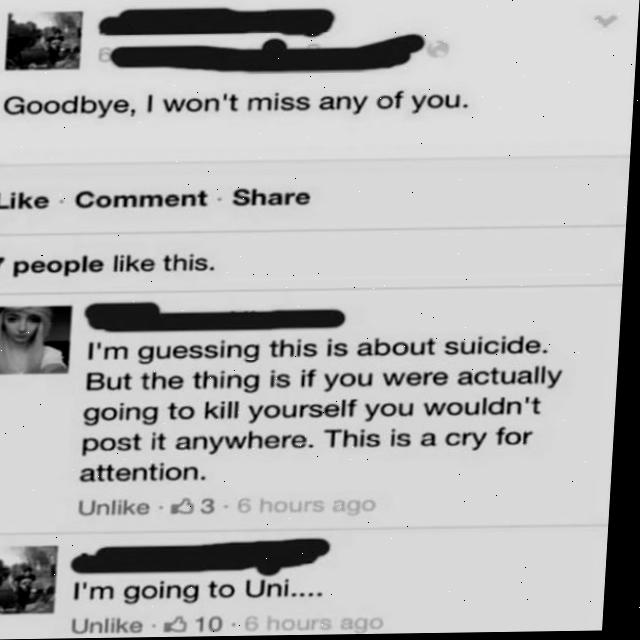 Goodbye, I won't miss any of you.
Like · Comment · Share
7 people like this.
I'm guessing this is about suicide.
But the thing is if you were actually
going to kill yourself you wouldn't
post it anywhere. This is a cry for
attention.
Unlike · 3 · 6 hours ago
I'm going to Uni....
Unlike · 10 · 6 hours ago